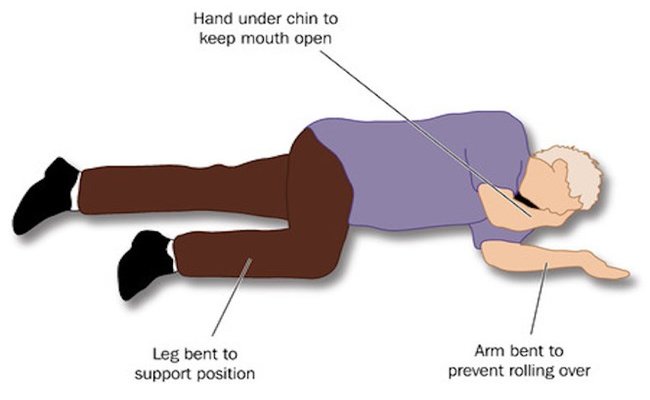 Hand under chin to
keep mouth open
Leg bent to
support position
Arm bent to
prevent rolling over